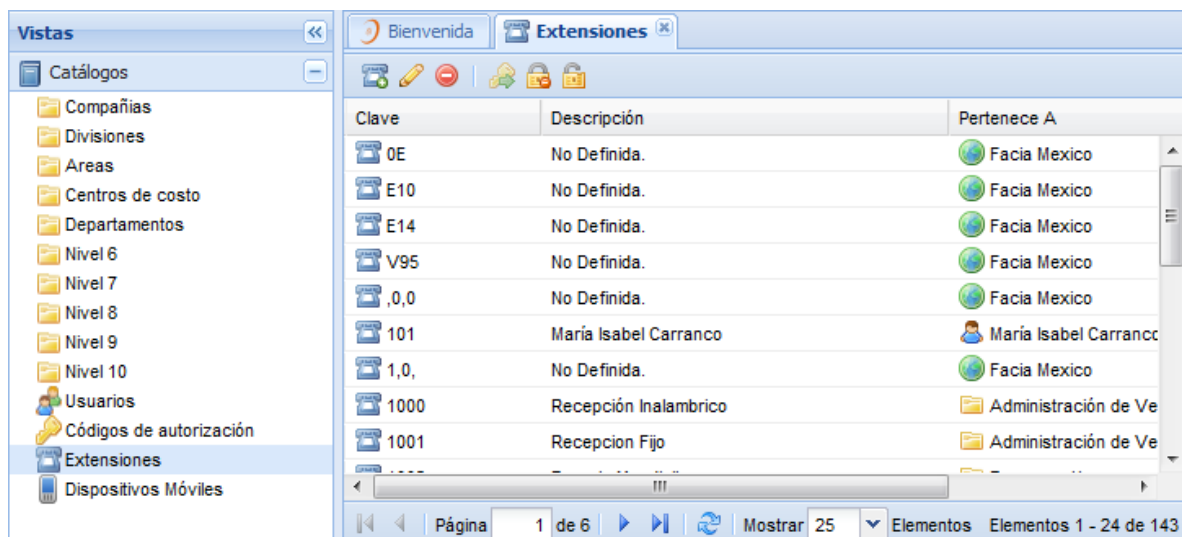 Vistas
Catálogos
Compañias
Divisiones
Areas
Centros de costo
Departamentos
Nivel 6
Nivel 7
Nivel 8
Nivel 9
Nivel 10
Usuarios
Códigos de autorización
Extensiones
Dispositivos Móviles
Bienvenida Extensiones
Clave Descripción Pertenece A
0E No Definida. Facia Mexico
E10 No Definida. Facia Mexico
E14 No Definida. Facia Mexico
V95 No Definida. Facia Mexico
,0,0 No Definida. Facia Mexico
101 María Isabel Carranco María Isabel Carranco
1,0, No Definida. Facia Mexico
1000 Recepción Inalambrico Administración de Ve
1001 Recepcion Fijo Administración de Ve
Página 1 de 6 Mostrar 25 Elementos Elementos 1 - 24 de 143